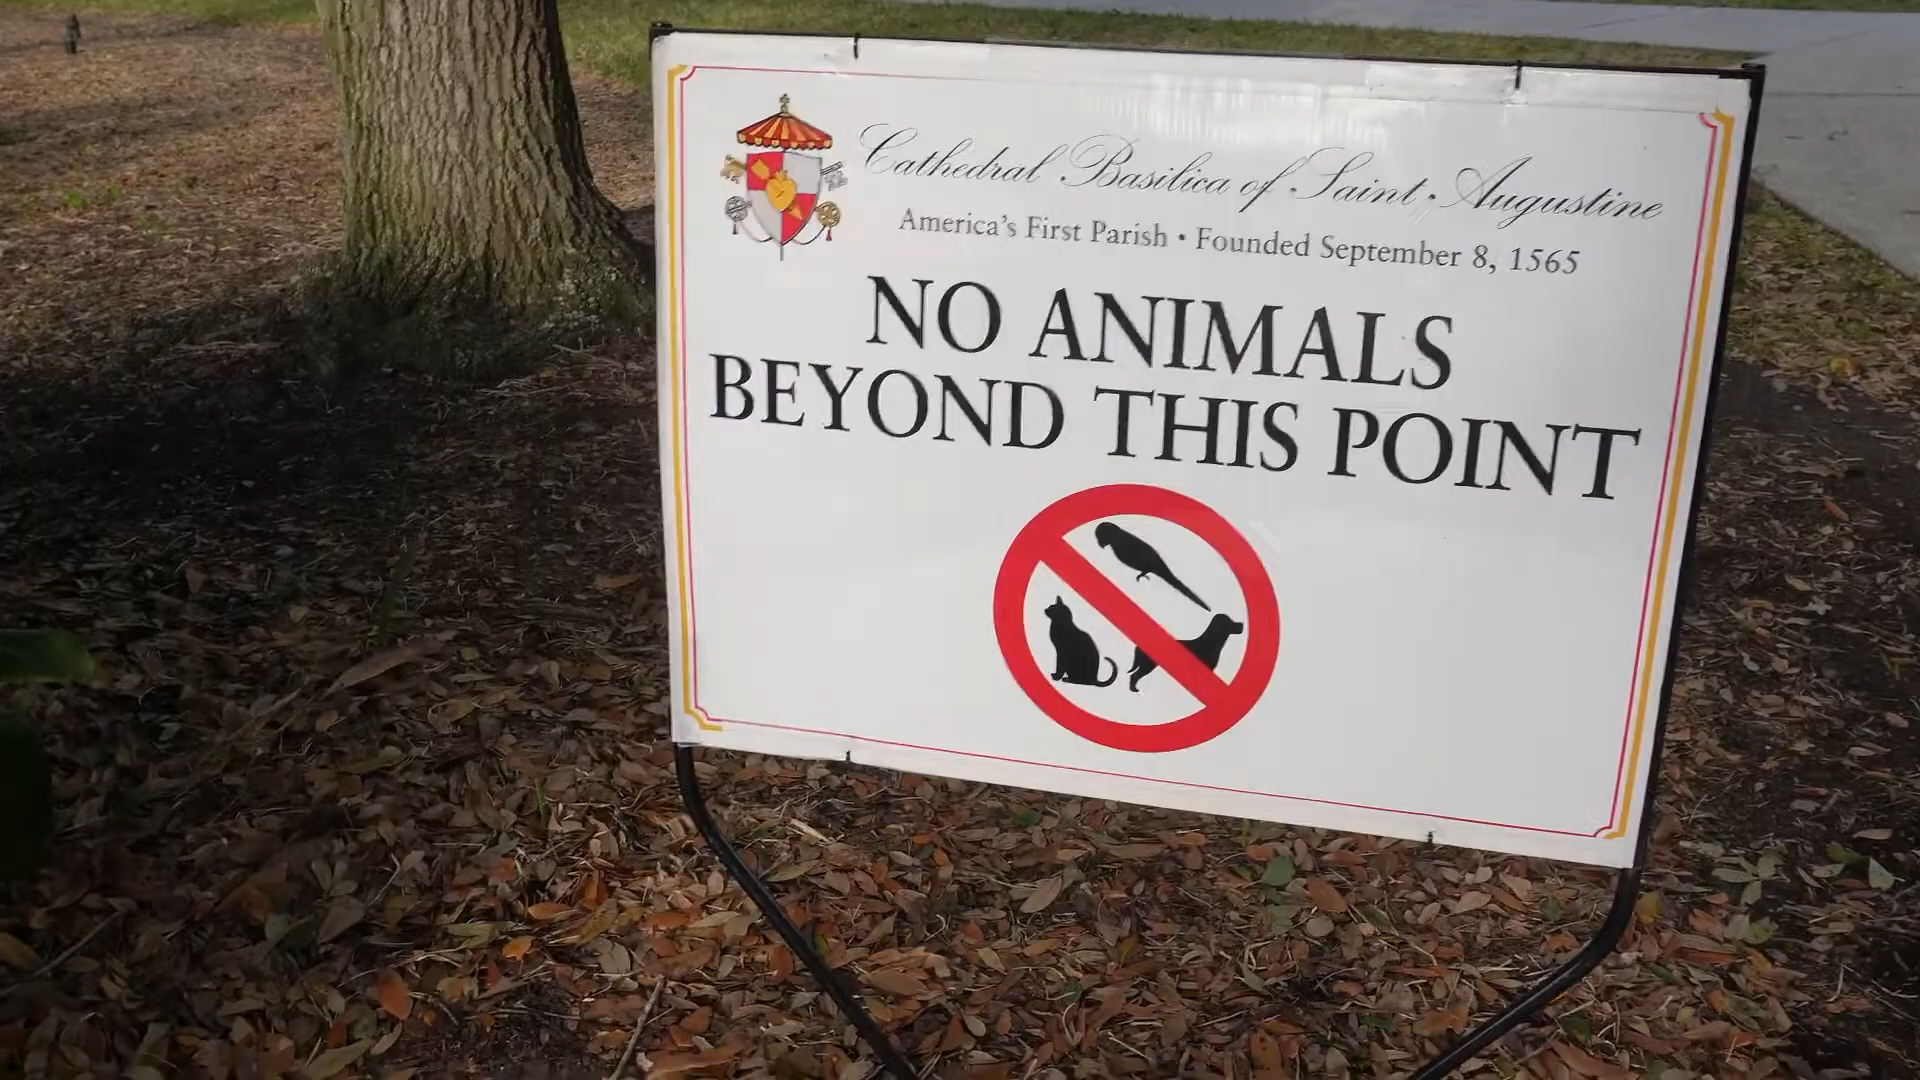 Cathedral Basilica of Saint Augustine
America's First Parish • Founded September 8, 1565
NO ANIMALS
BEYOND THIS POINT